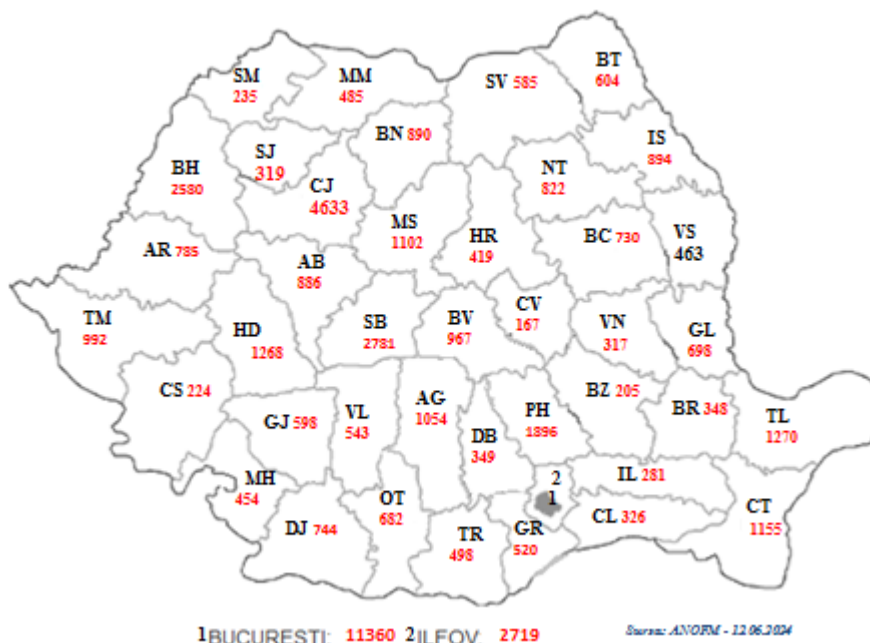 SM
235
MM
485
SV 585
BT
604
BN 890
IS
894
SJ
319
BH
2580
CJ
4633
NT
822
MS
1102
HR
419
BC 730
VS
463
AR 785
AB
886
TM
992
HD
1268
SB
2781
BV
967
CV
167
VN
317
GL
698
CS 224
GJ 598
VL
543
AG
1054
DB
349
PH
1896
BZ 205
BR 348
TL
1270
MH
454
DJ 744
OT
682
TR
498
GR
520
2
1
IL 281
CL 326
CT
1155
1 BUCURESTI: 11360 2 ILFOV: 2719
Sursa: ANOFM - 12.06.2024